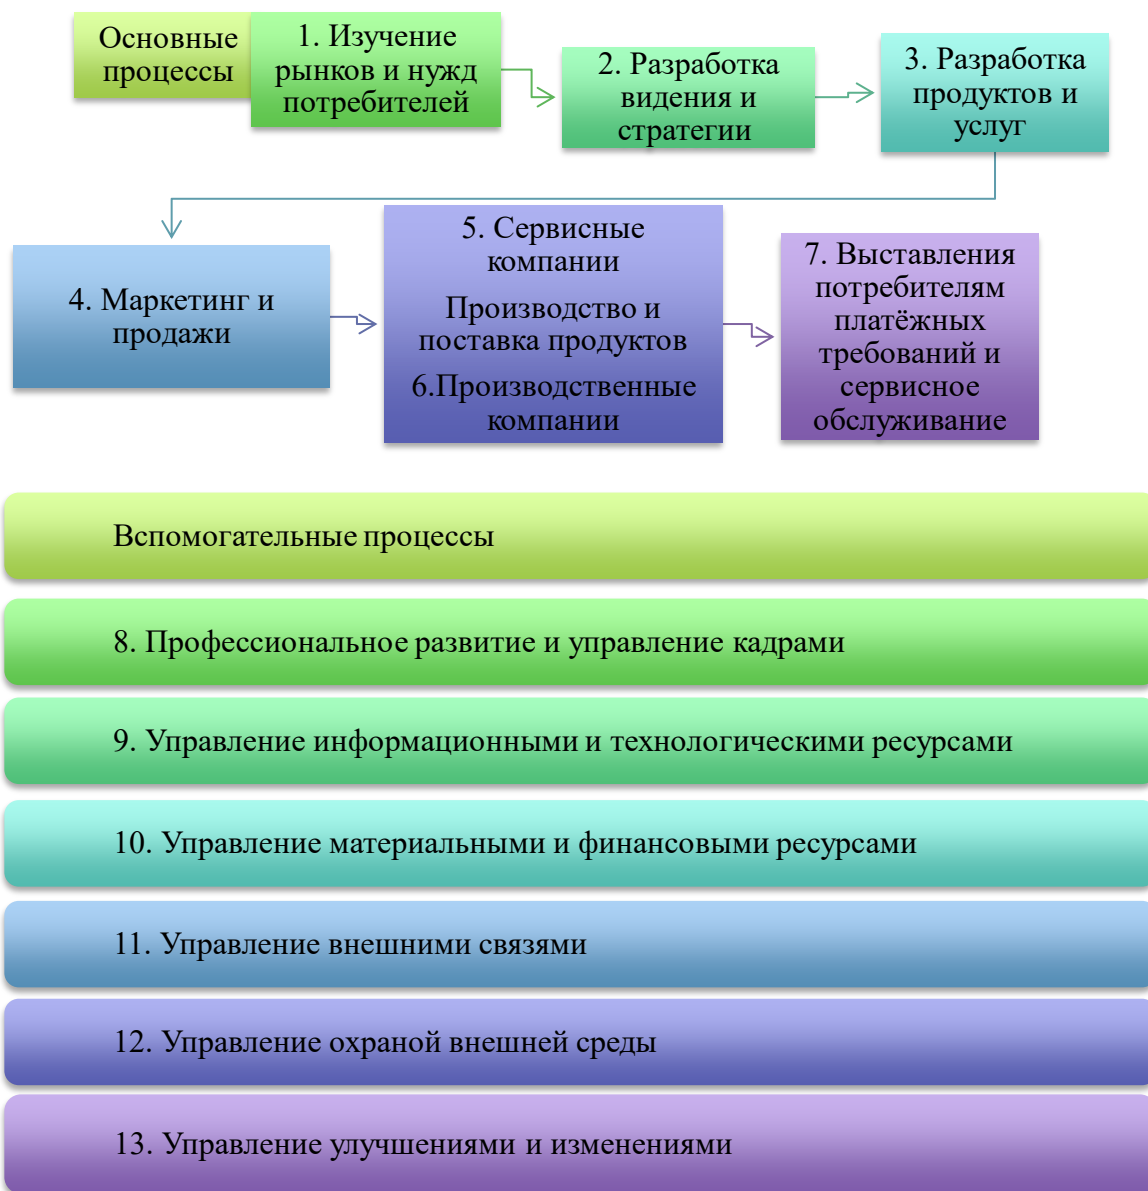 Основные
процессы
1. Изучение
рынков и нужд
потребителей
2. Разработка
видения и
стратегии
3. Разработка
продуктов и
услуг
4. Маркетинг и
продажи
5. Сервисные
компании
Производство и
поставка продуктов
6.Производственные
компании
7. Выставления
потребителям
платёжных
требований и
сервисное
обслуживание
Вспомогательные процессы
8. Профессиональное развитие и управление кадрами
9. Управление информационными и технологическими ресурсами
10. Управление материальными и финансовыми ресурсами
11. Управление внешними связями
12. Управление охраной внешней среды
13. Управление улучшениями и изменениями